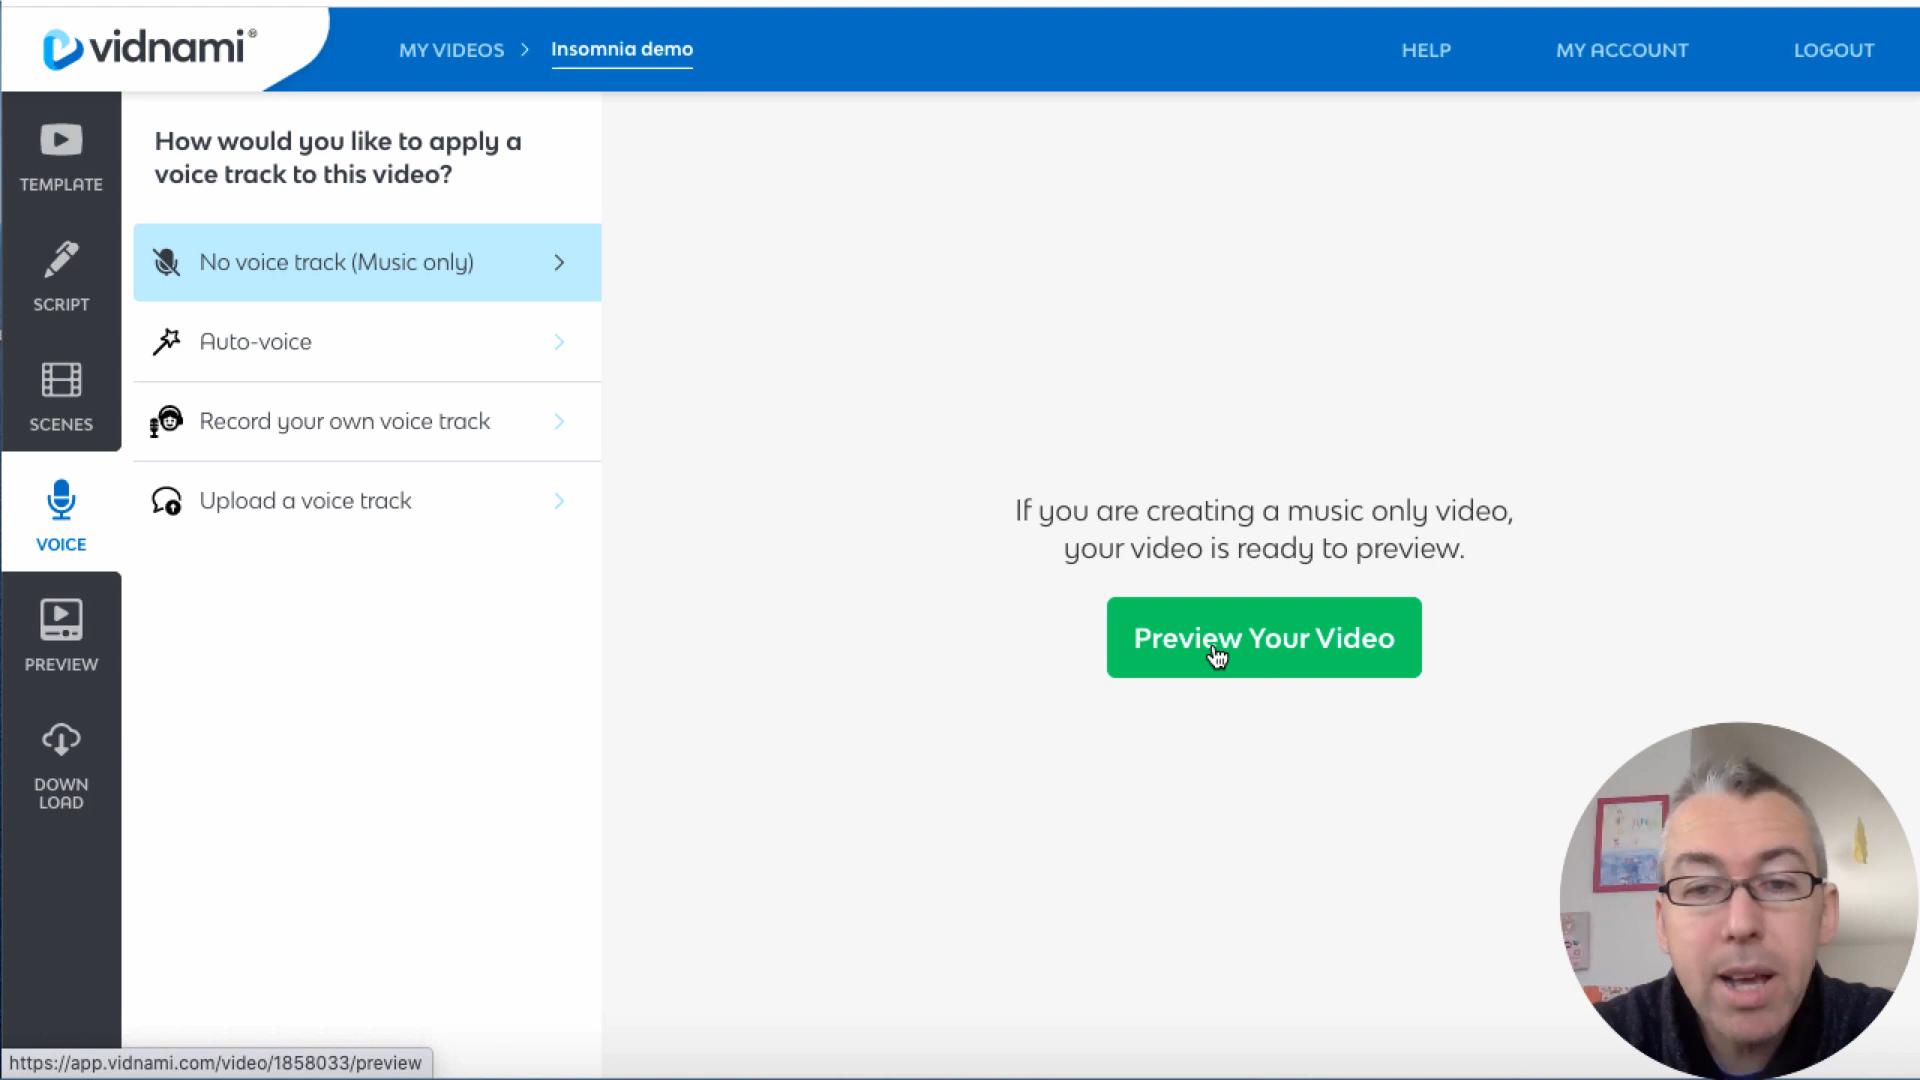 vidnami®
MY VIDEOS > Insomnia demo
HELP
MY ACCOUNT
LOGOUT
TEMPLATE
SCRIPT
SCENES
VOICE
PREVIEW
DOWN
LOAD
How would you like to apply a
voice track to this video?
No voice track (Music only)
Auto-voice
Record your own voice track
Upload a voice track
If you are creating a music only video,
your video is ready to preview.
Preview Your Video
https://app.vidnami.com/video/1858033/preview